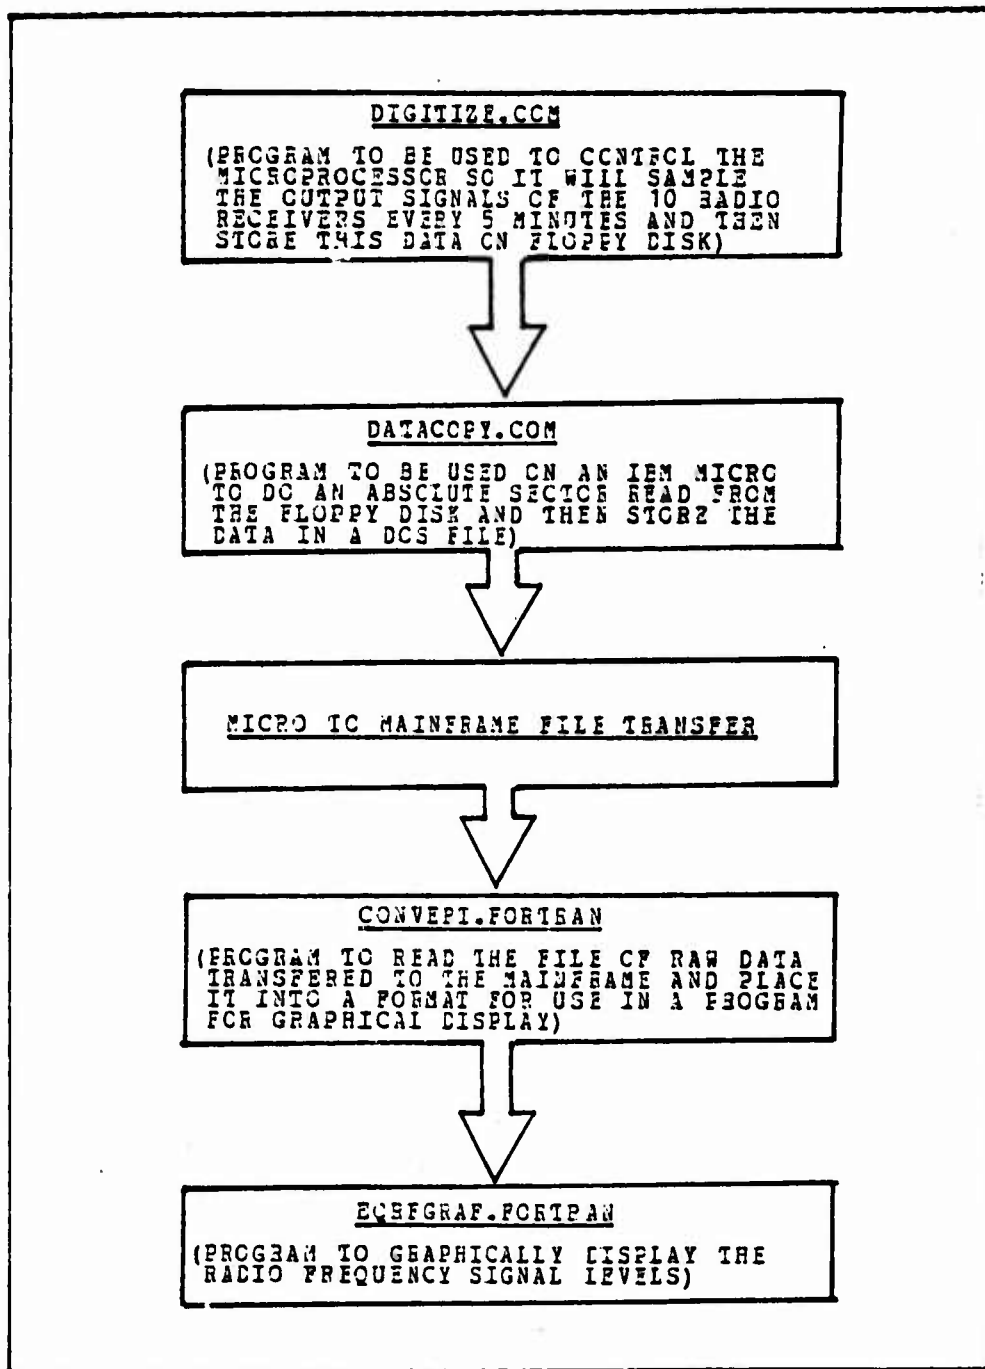 DIGITIZE.COM
(PROGRAM TO BE USED TO CONTROL THE
MICROPROCESSOR SO IT WILL SAMPLE
THE OUTPUT SIGNALS OF THE 10 RADIO
RECEIVERS EVERY 5 MINUTES AND THEN
STORE THIS DATA ON FLOPPY DISK)
DATACOPY.COM
(PROGRAM TO BE USED ON AN IBM MICRO
TO DO AN ABSOLUTE SECTOR READ FROM
THE FLOPPY DISK AND THEN STORE THE
DATA IN A DOS FILE)
MICRO TO MAINFRAME FILE TRANSFER
CONVERT.FORTRAN
(PROGRAM TO READ THE FILE OF RAW DATA
TRANSFERED TO THE MAINFRAME AND PLACE
IT INTO A FORMAT FOR USE IN A PROGRAM
FOR GRAPHICAL DISPLAY)
EQRFGRAF.FORTRAN
(PROGRAM TO GRAPHICALLY DISPLAY THE
RADIO FREQUENCY SIGNAL LEVELS)